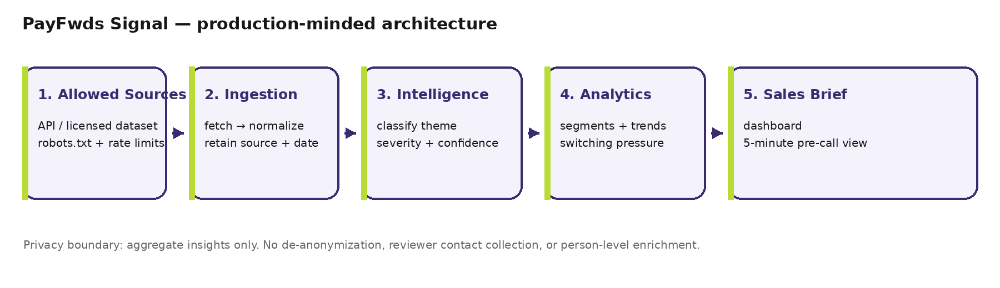 PayFwds Signal — production-minded architecture
1. Allowed Sources
API / licensed dataset
robots.txt + rate limits
2. Ingestion
fetch → normalize
retain source + date
3. Intelligence
classify theme
severity + confidence
4. Analytics
segments + trends
switching pressure
5. Sales Brief
dashboard
5-minute pre-call view
Privacy boundary: aggregate insights only. No de-anonymization, reviewer contact collection, or person-level enrichment.